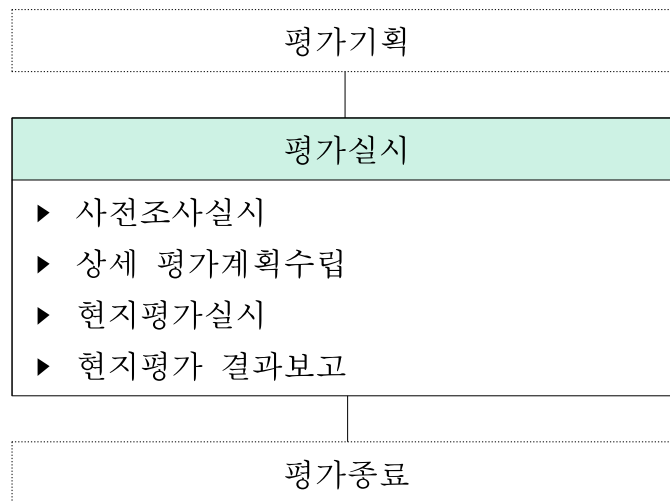 평가기획
평가실시
▶ 사전조사실시
▶ 상세 평가계획수립
▶ 현지평가실시
▶ 현지평가 결과보고
평가종료